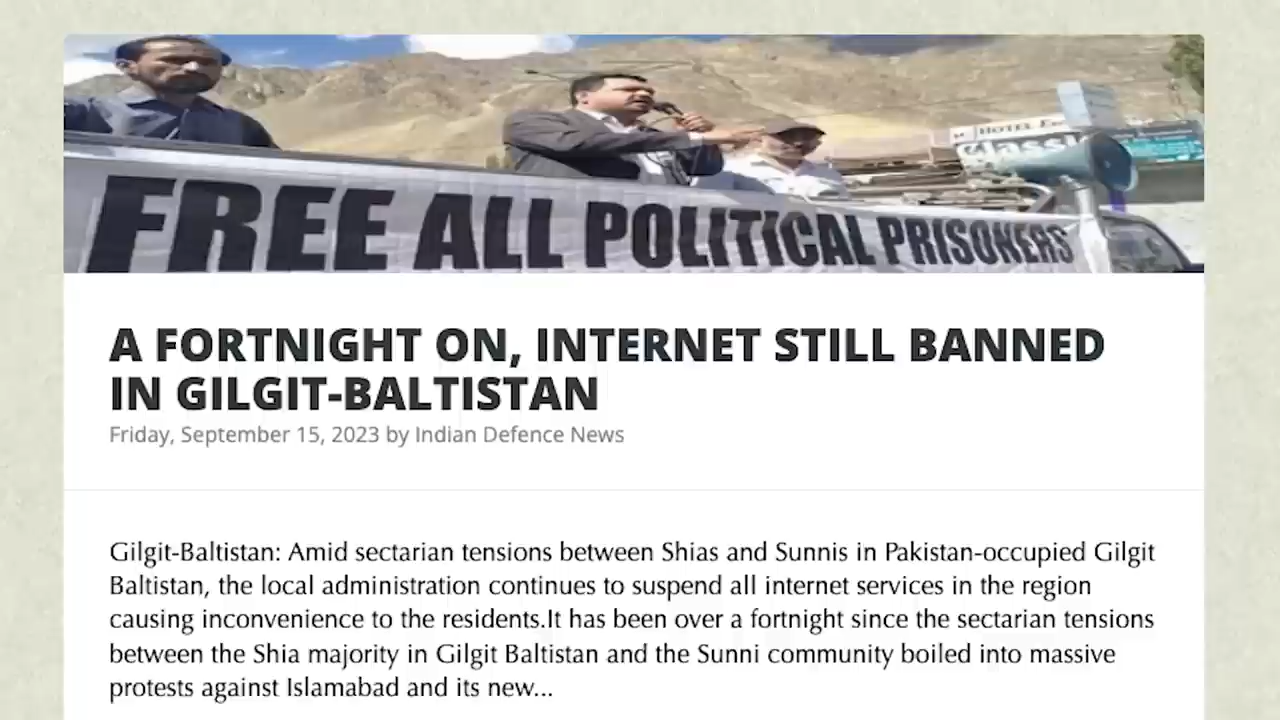 HOTEL
Classic
FREE ALL POLITICAL PRISONERS
A FORTNIGHT ON, INTERNET STILL BANNED
IN GILGIT-BALTISTAN
Friday, September 15, 2023 by Indian Defence News
Gilgit-Baltistan: Amid sectarian tensions between Shias and Sunnis in Pakistan-occupied Gilgit
Baltistan, the local administration continues to suspend all internet services in the region
causing inconvenience to the residents.It has been over a fortnight since the sectarian tensions
between the Shia majority in Gilgit Baltistan and the Sunni community boiled into massive
protests against Islamabad and its new...